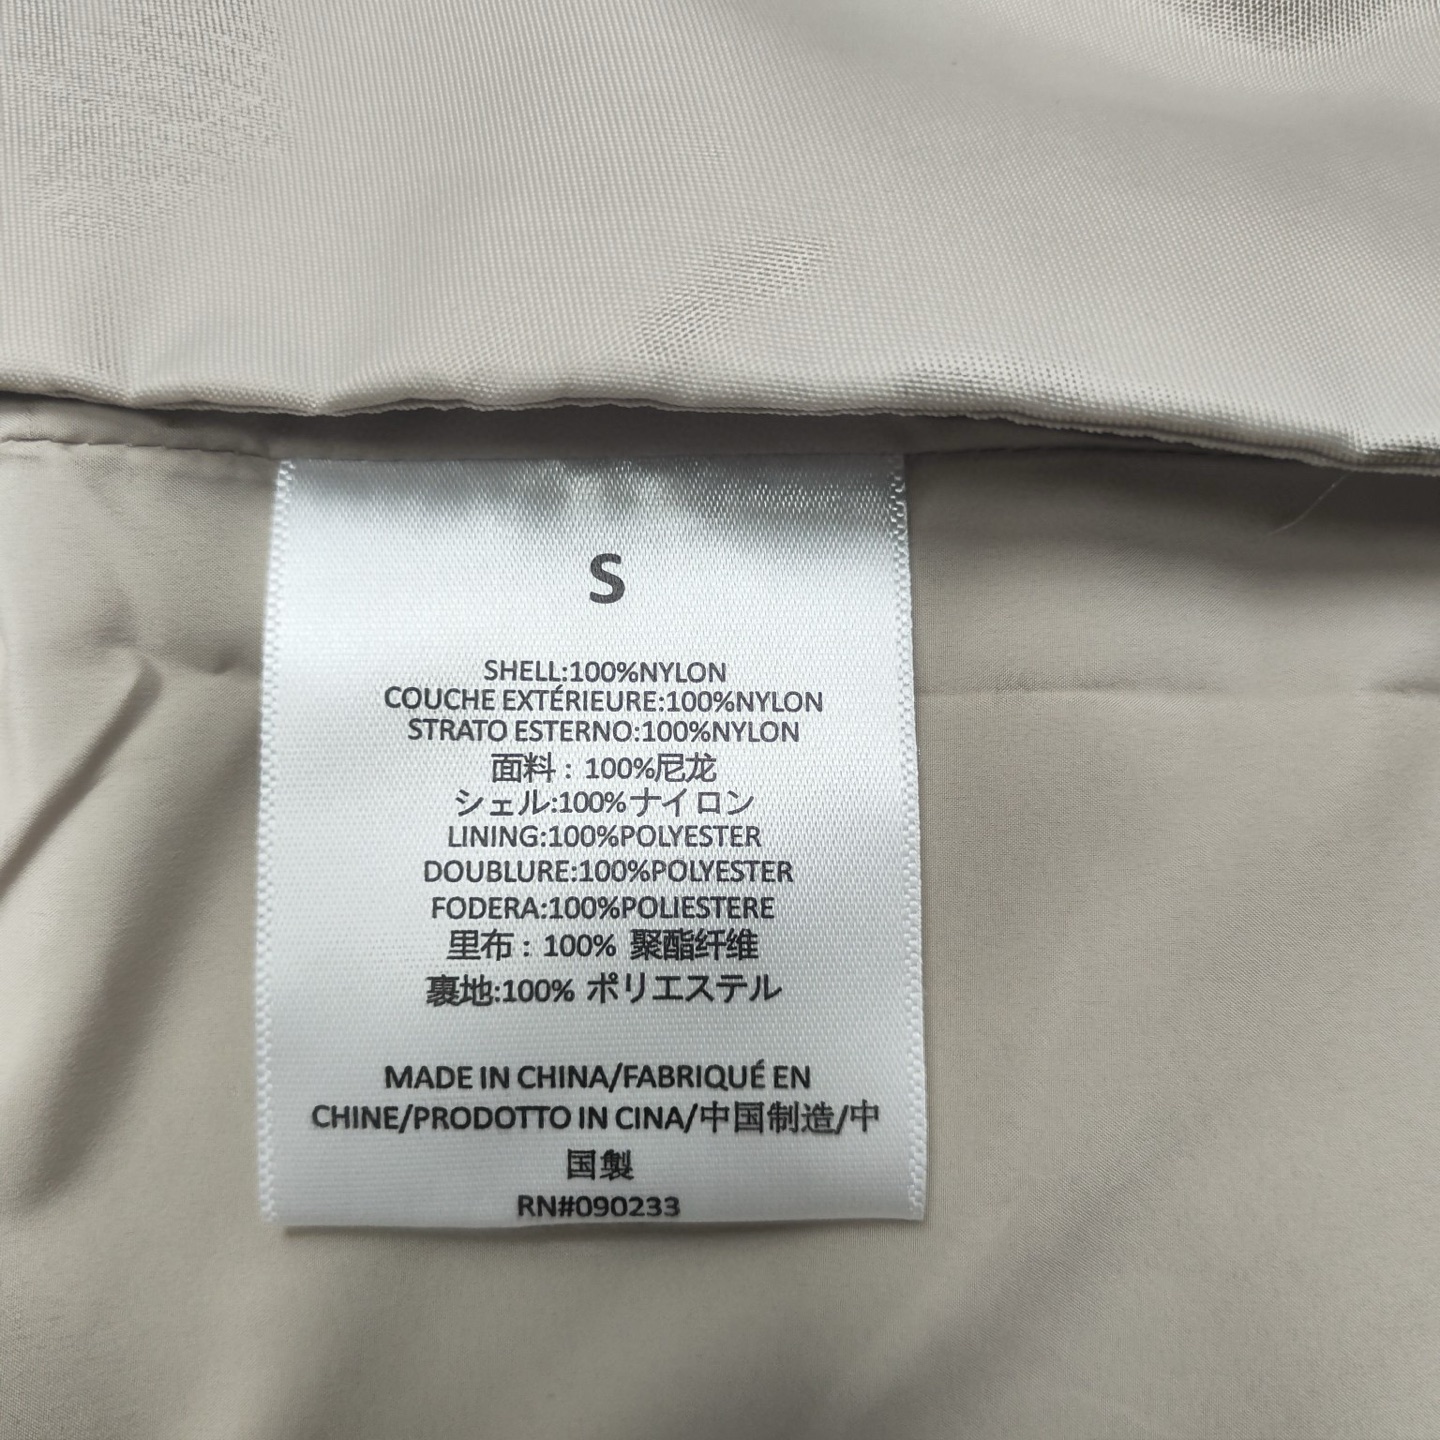 S
SHELL:100%NYLON
COUCHE EXTÉRIEURE:100%NYLON
STRATO ESTERNO:100%NYLON
面料：100%尼龙
シェル:100%ナイロン
LINING:100%POLYESTER
DOUBLURE:100%POLYESTER
FODERA:100%POLIESTERE
里布：100% 聚酯纤维
裏地:100% ポリエステル
MADE IN CHINA/FABRIQUÉ EN
CHINE/PRODOTTO IN CINA/中国制造/中
国製
RN#090233